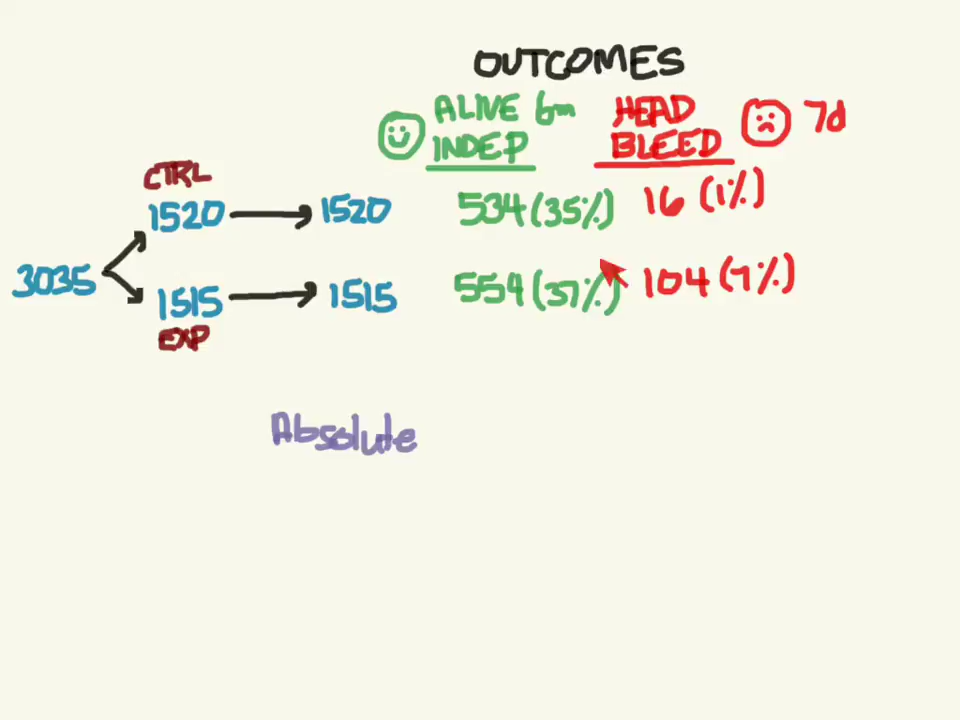 OUTCOMES
ALIVE 6m
INDEP
HEAD
BLEED
7d
CTRL
1520 1520 534 (35%) 16 (1%)
3035
1515 1515 554 (37%) 104 (7%)
EXP
Absolute